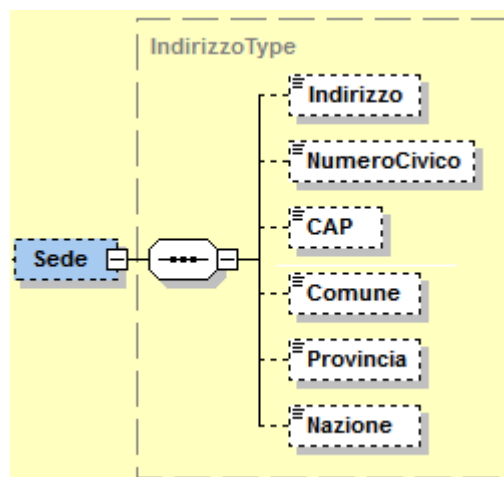 IndirizzoType
Indirizzo
NumeroCivico
CAP
Sede
Comune
Provincia
Nazione